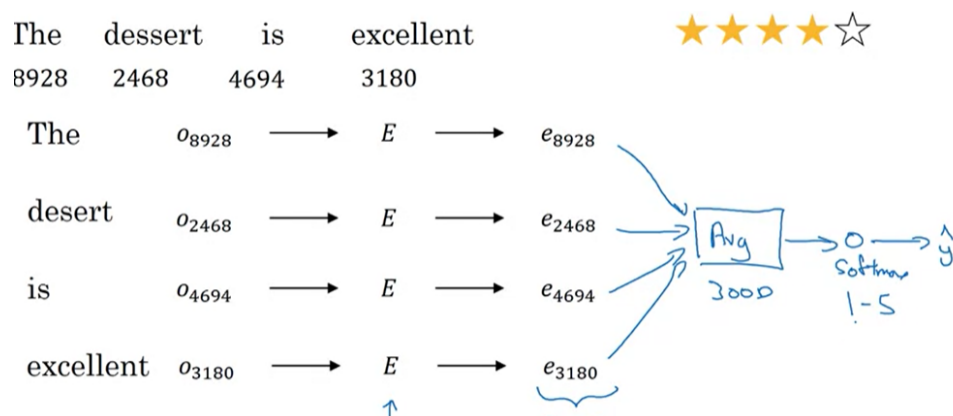 The dessert is excellent
8928 2468 4694 3180
The o8928 E e8928
desert o2468 E e2468
Avg
ŷ
Softmax
is o4694 E e4694
300D
1-5
excellent o3180 E e3180